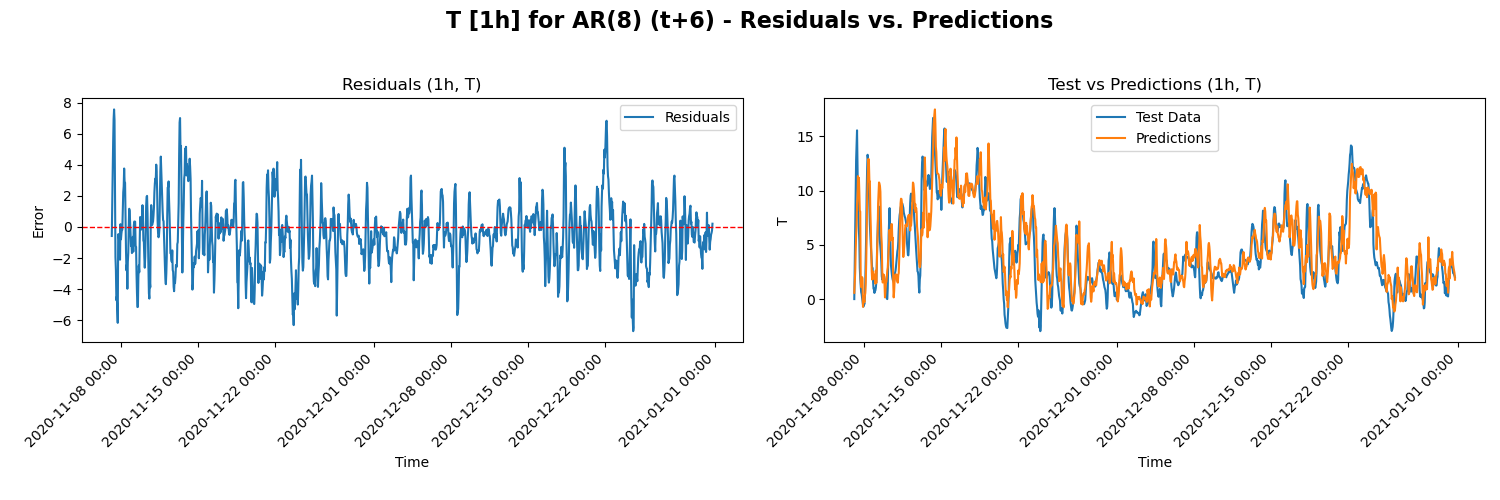 T [1h] for AR(8) (t+6) - Residuals vs. Predictions
Residuals (1h, T)
8
6
4
2
0
−2
−4
−6
Error
Residuals
2020-11-08 00:00
2020-11-15 00:00
2020-11-22 00:00
2020-12-01 00:00
2020-12-08 00:00
2020-12-15 00:00
2020-12-22 00:00
2021-01-01 00:00
Time
Test vs Predictions (1h, T)
15
10
5
0
T
Test Data
Predictions
2020-11-08 00:00
2020-11-15 00:00
2020-11-22 00:00
2020-12-01 00:00
2020-12-08 00:00
2020-12-15 00:00
2020-12-22 00:00
2021-01-01 00:00
Time